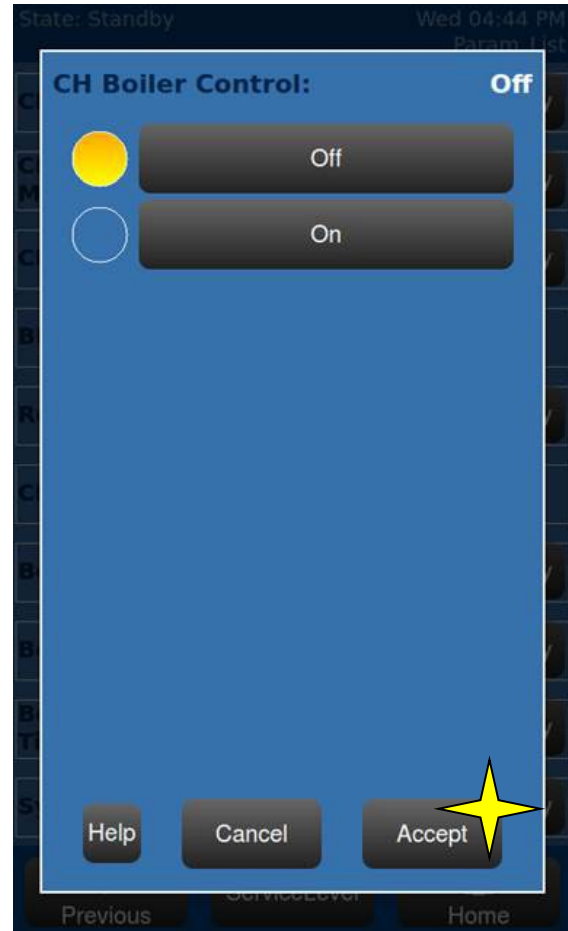 State: Standby
Wed 04:44 PM
Param. List
CH Boiler Control:
Off
Off
On
Help
Cancel
Accept
ServiceLevel
Previous
Home